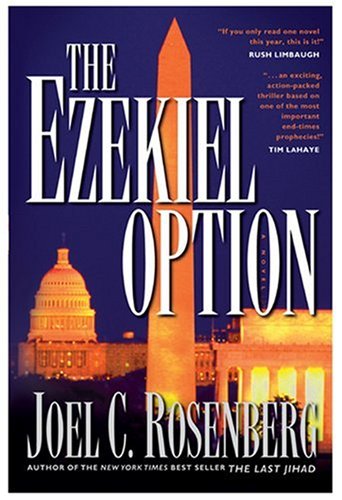 "If you only read one novel
this year, this is it!"
RUSH LIMBAUGH
"...an exciting,
action-packed
thriller based on
one of the most
important
end-times
prophecies!"
TIM LAHAYE
THE
EZEKIEL
OPTION
A NOVEL
JOEL C. ROSENBERG
AUTHOR OF THE NEW YORK TIMES BEST SELLER THE LAST JIHAD